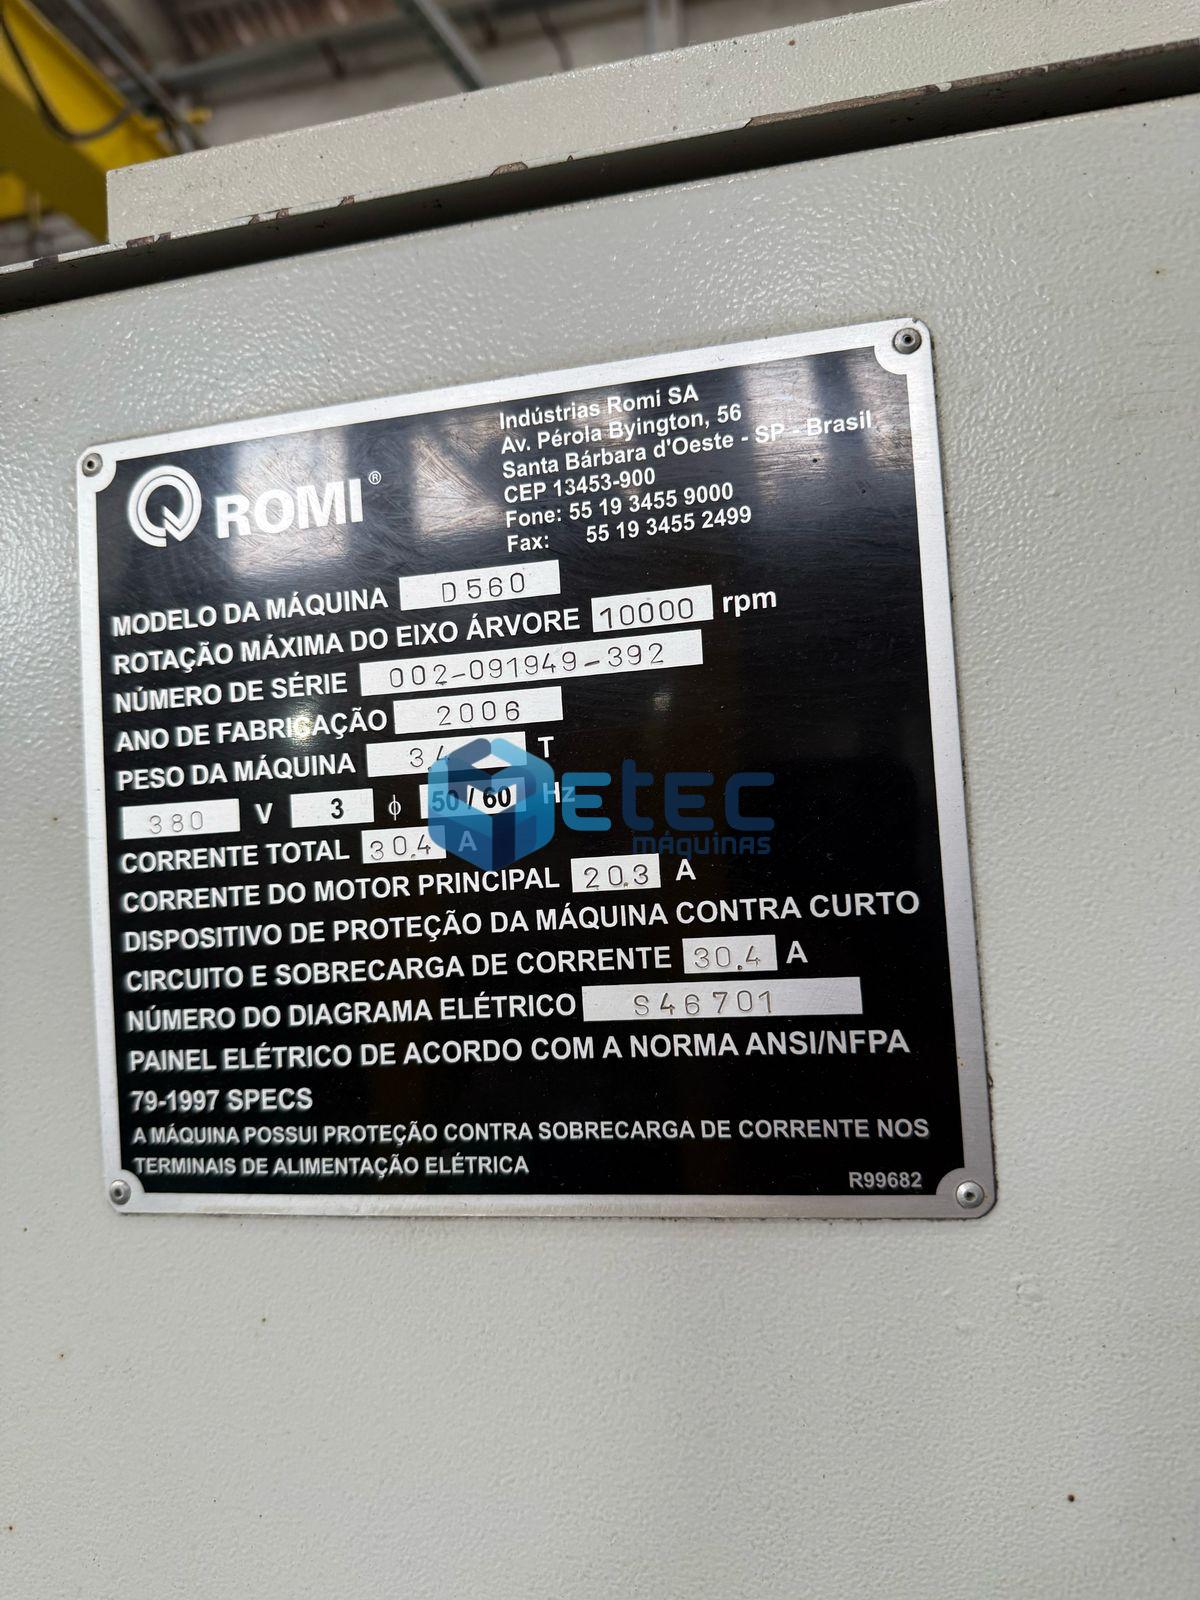 ROMI®
Indústrias Romi SA
Av. Pérola Byington, 56
Santa Bárbara d'Oeste - SP - Brasil
CEP 13453-900
Fone: 55 19 3455 9000
Fax: 55 19 3455 2499
MODELO DA MÁQUINA D560
ROTAÇÃO MÁXIMA DO EIXO ÁRVORE 10000 rpm
NÚMERO DE SÉRIE 002-091949-392
ANO DE FABRICAÇÃO 2006
PESO DA MÁQUINA T
380 V 3 ϕ 50/60 Hz
CORRENTE TOTAL 30.4 A
CORRENTE DO MOTOR PRINCIPAL 20.3 A
DISPOSITIVO DE PROTEÇÃO DA MÁQUINA CONTRA CURTO
CIRCUITO E SOBRECARGA DE CORRENTE 30.4 A
NÚMERO DO DIAGRAMA ELÉTRICO S46701
PAINEL ELÉTRICO DE ACORDO COM A NORMA ANSI/NFPA
79-1997 SPECS
A MÁQUINA POSSUI PROTEÇÃO CONTRA SOBRECARGA DE CORRENTE NOS
TERMINAIS DE ALIMENTAÇÃO ELÉTRICA
R99682
eTEC
máquinas